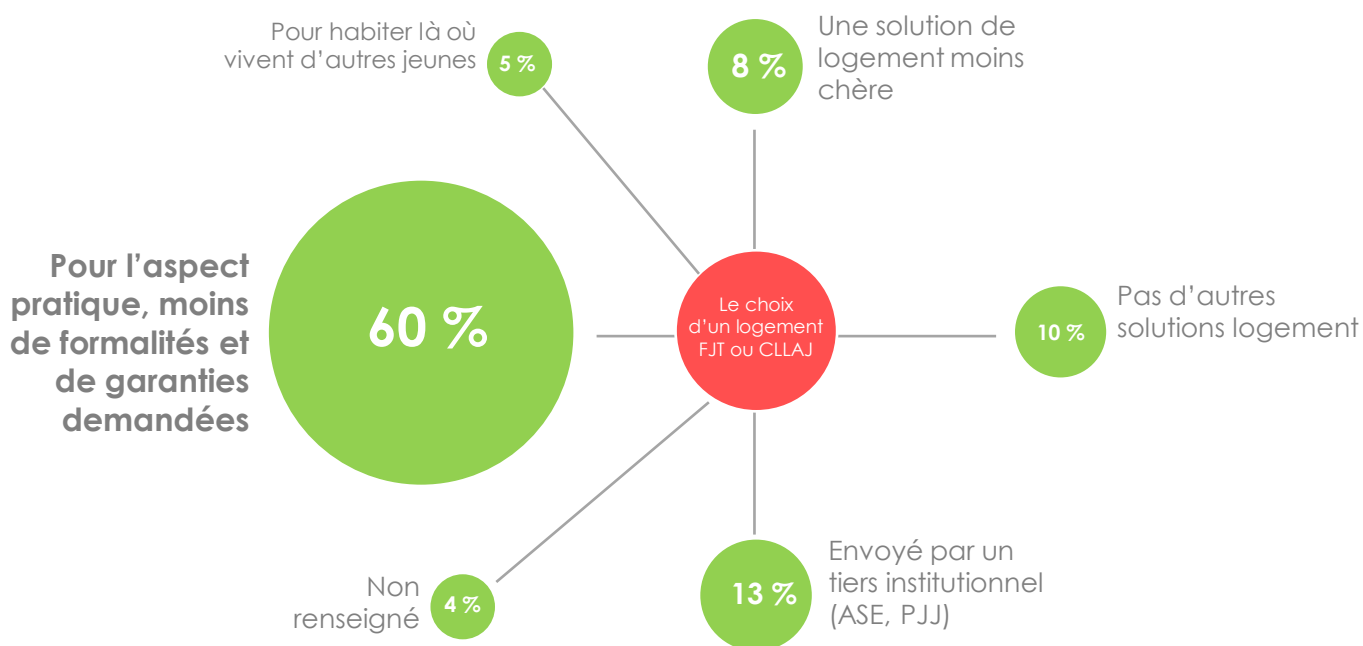 Pour habiter là où
vivent d’autres jeunes
5 %
8 %
Une solution de
logement moins
chère
Pour l’aspect
pratique, moins
de formalités et
de garanties
demandées
60 %
Le choix
d’un logement
FJT ou CLLAJ
10 %
Pas d’autres
solutions logement
Non
renseigné
4 %
13 %
Envoyé par un
tiers institutionnel
(ASE, PJJ)